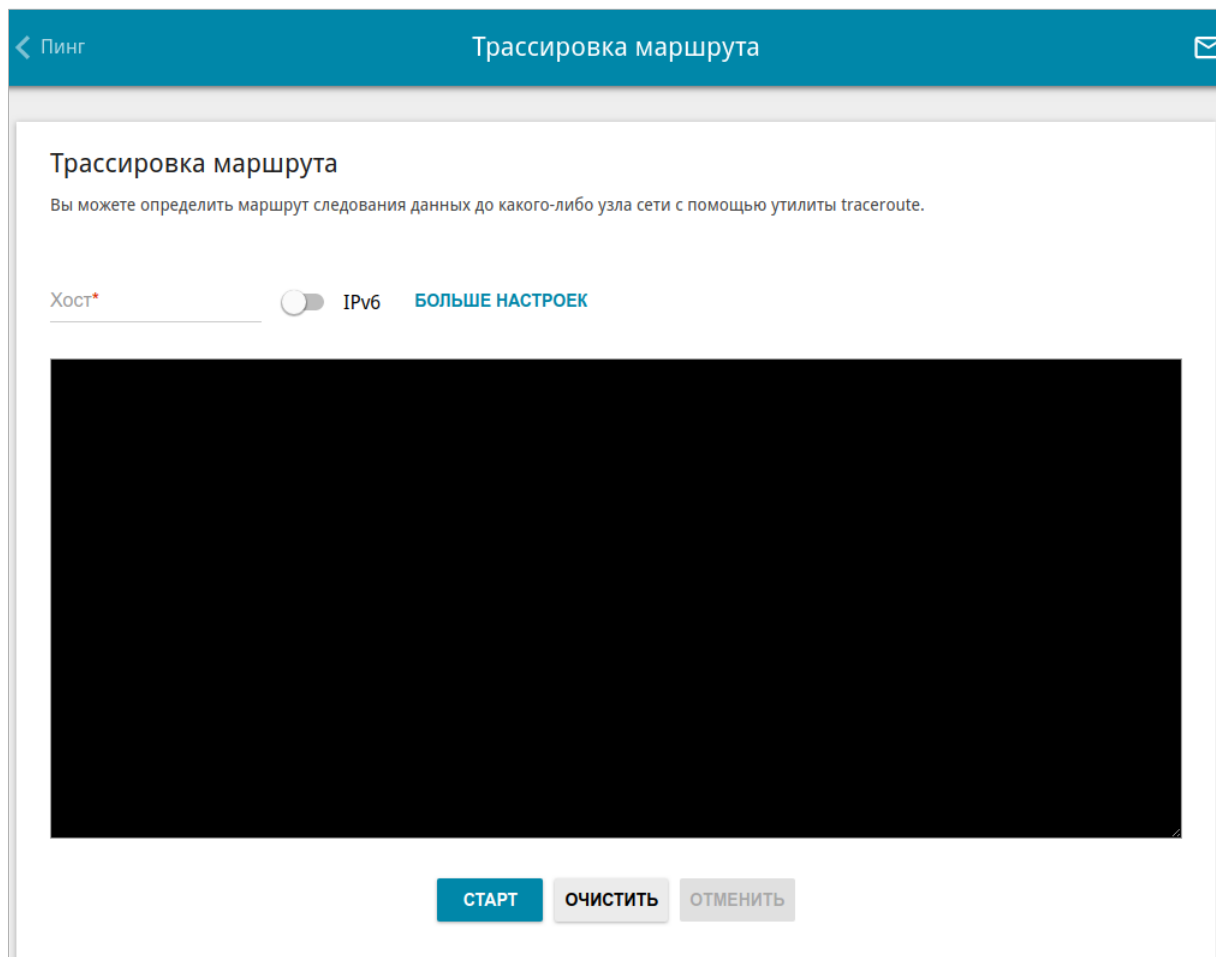 Пинг
Трассировка маршрута
Трассировка маршрута
Вы можете определить маршрут следования данных до какого-либо узла сети с помощью утилиты traceroute.
Хост* IPv6 БОЛЬШЕ НАСТРОЕК
СТАРТ ОЧИСТИТЬ ОТМЕНИТЬ